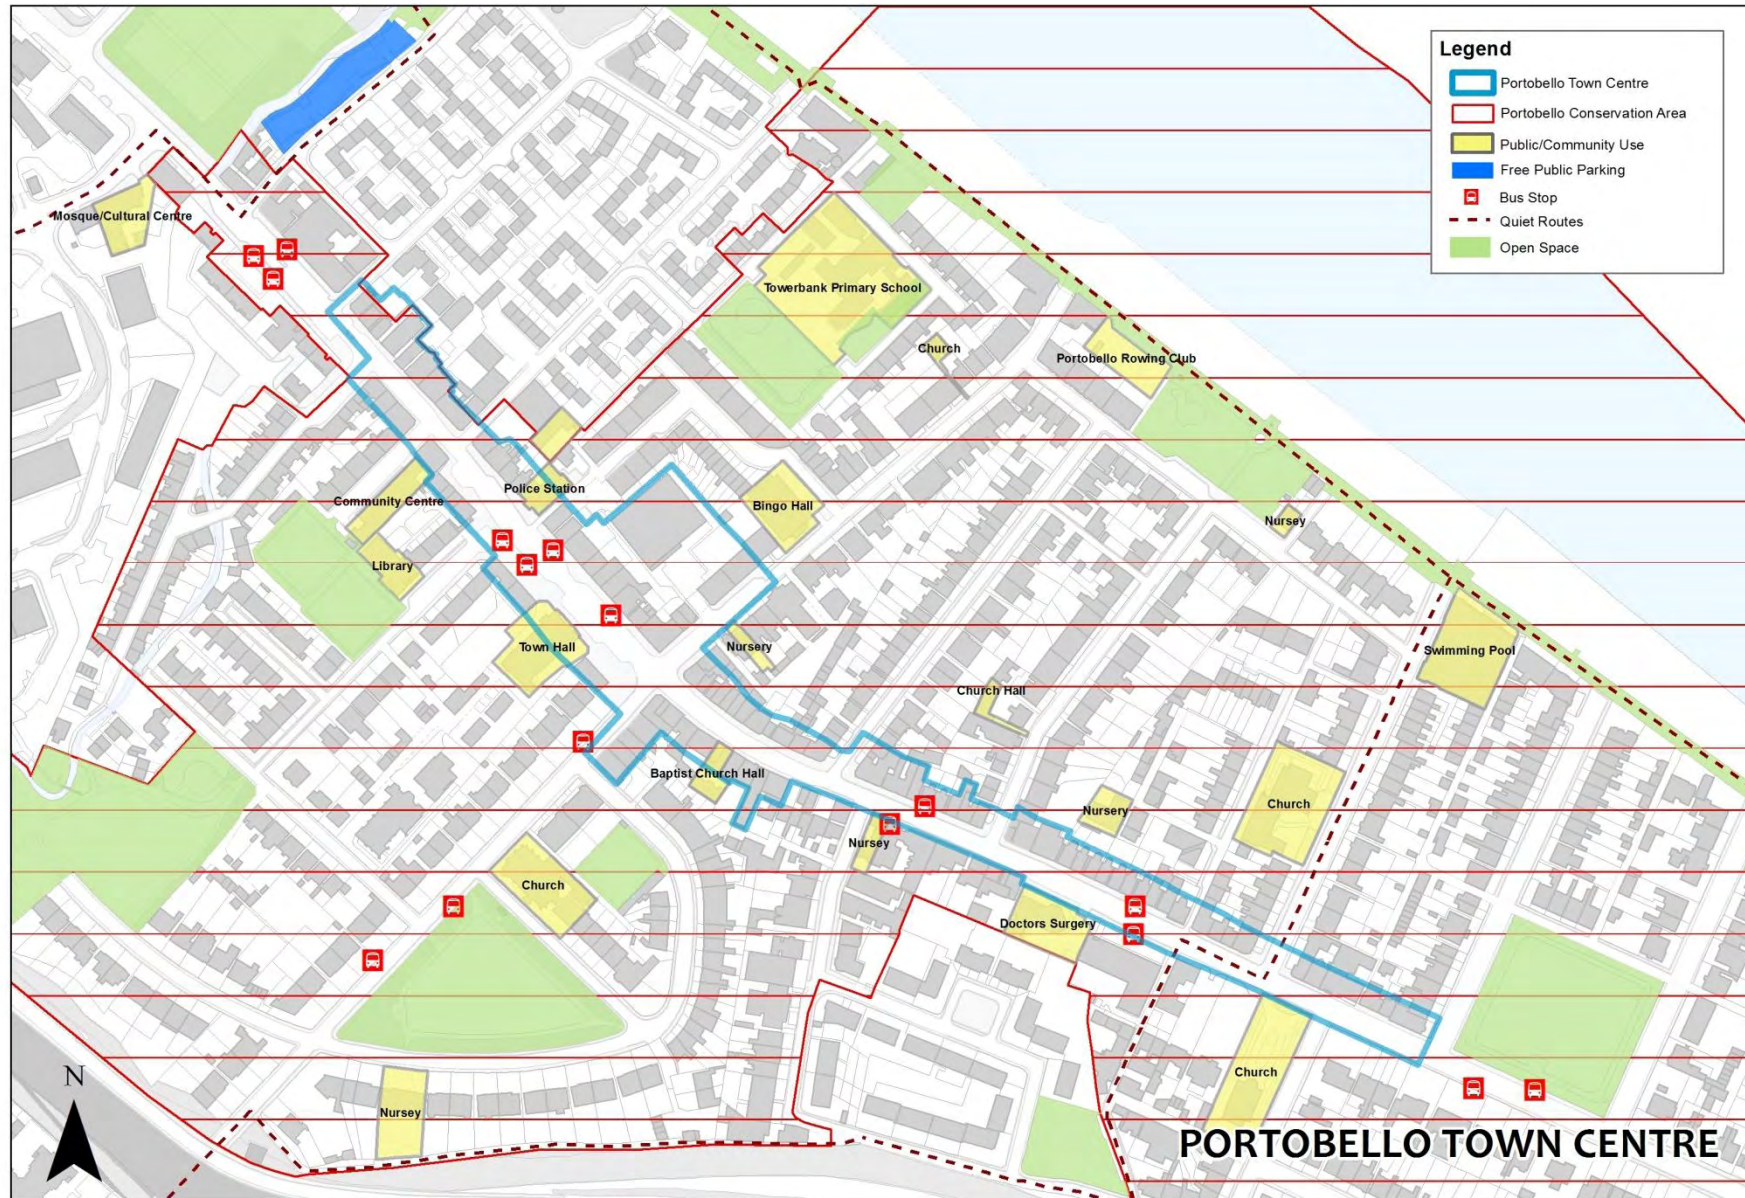 Legend
Portobello Town Centre
Portobello Conservation Area
Public/Community Use
Free Public Parking
Bus Stop
Quiet Routes
Open Space
Mosque/Cultural Centre
Towerbank Primary School
Church
Portobello Rowing Club
Police Station
Community Centre
Bingo Hall
Nursey
Library
Town Hall
Nursery
Swimming Pool
Church Hall
Baptist Church Hall
Nursery
Church
Nursey
Church
Doctors Surgery
Church
Nursey
N
PORTOBELLO TOWN CENTRE